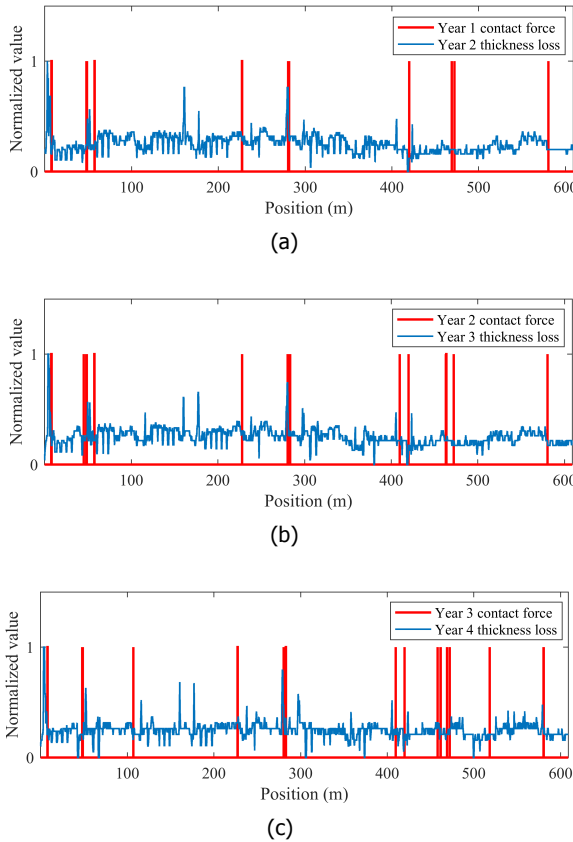 Year 1 contact force
Year 2 thickness loss
Normalized value
1
0
100 200 300 400 500 600
Position (m)
(a)
Year 2 contact force
Year 3 thickness loss
Normalized value
1
0
100 200 300 400 500 600
Position (m)
(b)
Year 3 contact force
Year 4 thickness loss
Normalized value
1
0
100 200 300 400 500 600
Position (m)
(c)